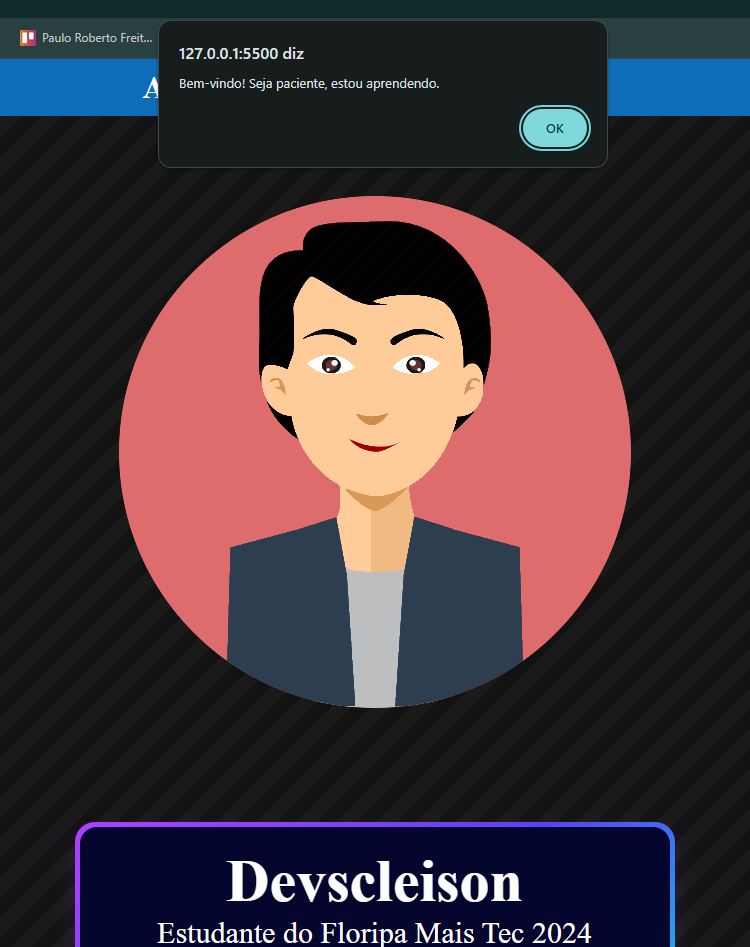 Paulo Roberto Freit...
127.0.0.1:5500 diz
Bem-vindo! Seja paciente, estou aprendendo.
OK
Devscleison
Estudante do Floripa Mais Tec 2024